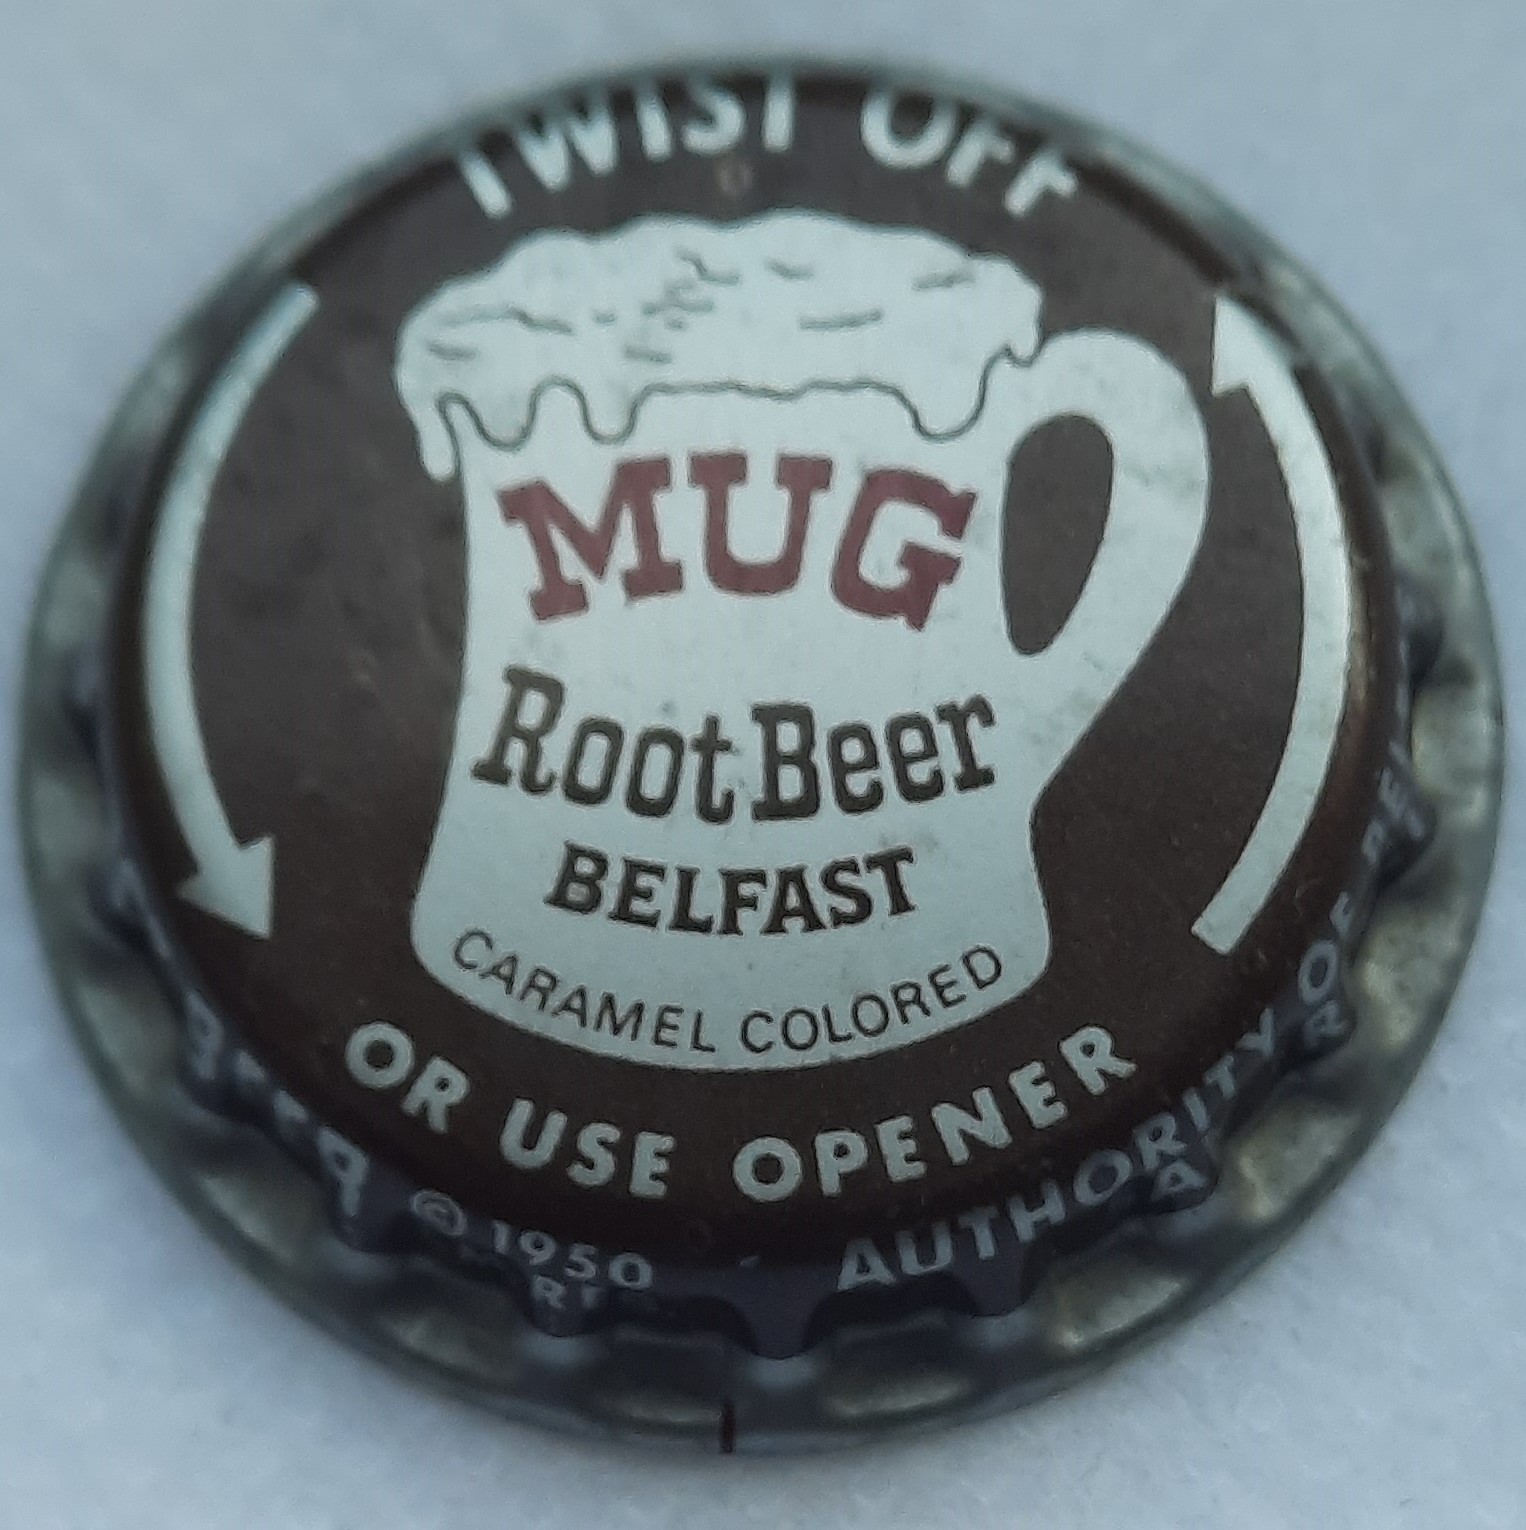 TWIST OFF
MUG
Root Beer
BELFAST
CARAMEL COLORED
OR USE OPENER
© 1950
AUTHORITY OF